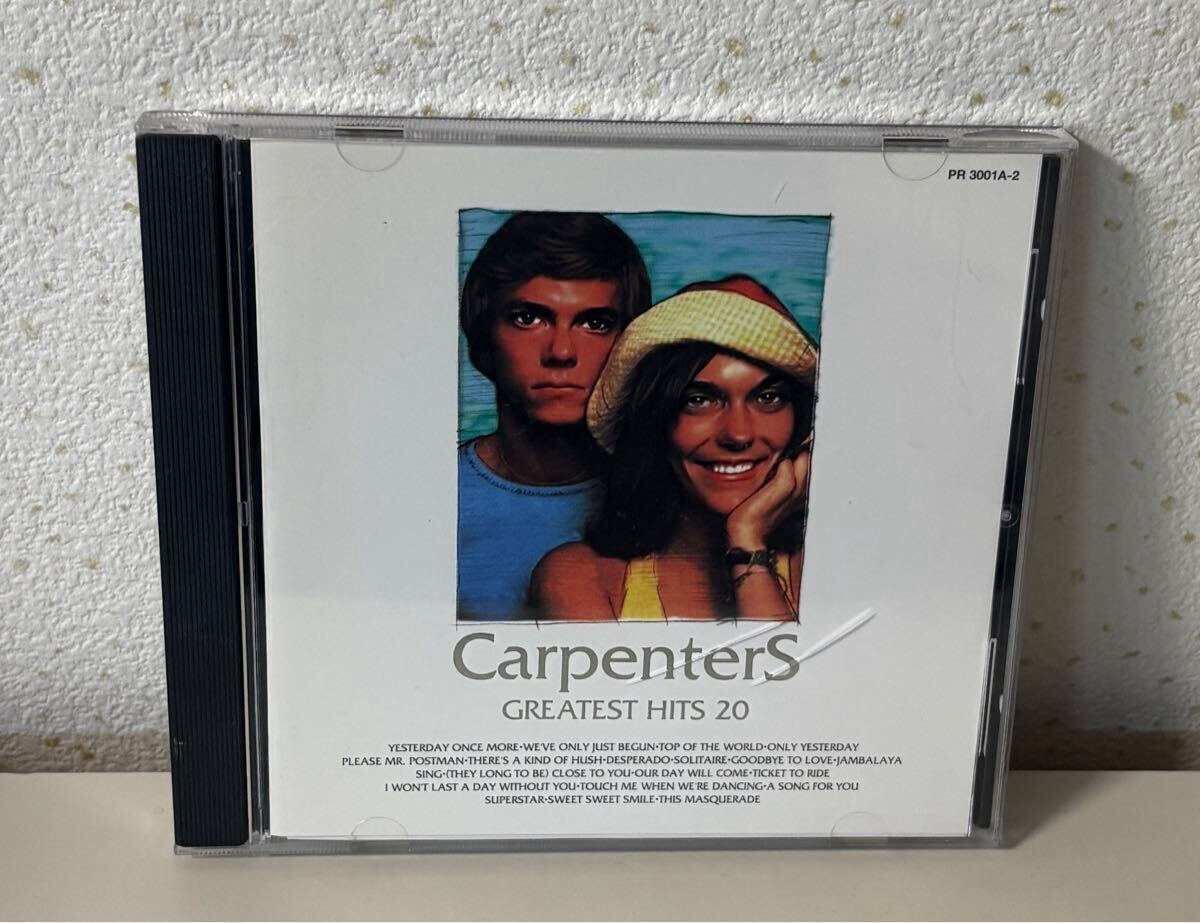 PR 3001A-2
CarpenterS
GREATEST HITS 20
YESTERDAY ONCE MORE•WE'VE ONLY JUST BEGUN•TOP OF THE WORLD•ONLY YESTERDAY
PLEASE MR. POSTMAN•THERE'S A KIND OF HUSH•DESPERADO•SOLITAIRE•GOODBYE TO LOVE•JAMBALAYA
SING•(THEY LONG TO BE) CLOSE TO YOU•OUR DAY WILL COME•TICKET TO RIDE
I WON'T LAST A DAY WITHOUT YOU•TOUCH ME WHEN WE'RE DANCING•A SONG FOR YOU
SUPERSTAR•SWEET SWEET SMILE•THIS MASQUERADE